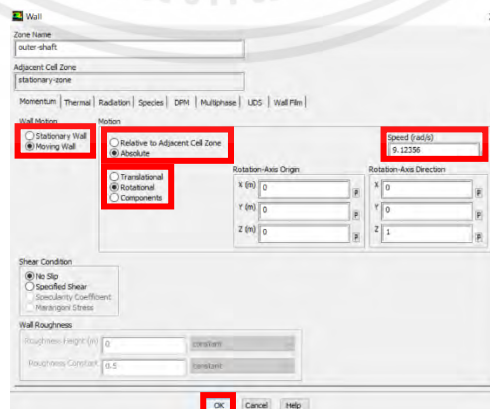 Wall
Zone Name
outer-shaft
Adjacent Cell Zone
stationary-zone
Momentum Thermal Radiation Species DPM Multiphase UDS Wall Film
Wall Motion Motion
Stationary Wall
Moving Wall
Relative to Adjacent Cell Zone
Absolute
Speed (rad/s)
9.12356
Translational
Rotational
Components
Rotation-Axis Origin Rotation-Axis Direction
X (m) 0 P X 0 P
Y (m) 0 P Y 0 P
Z (m) 0 P Z 1 P
Shear Condition
No Slip
Specified Shear
Specularity Coefficient
Marangoni Stress
Wall Roughness
Roughness Height (m) 0 constant
Roughness Constant 0.5 constant
OK Cancel Help